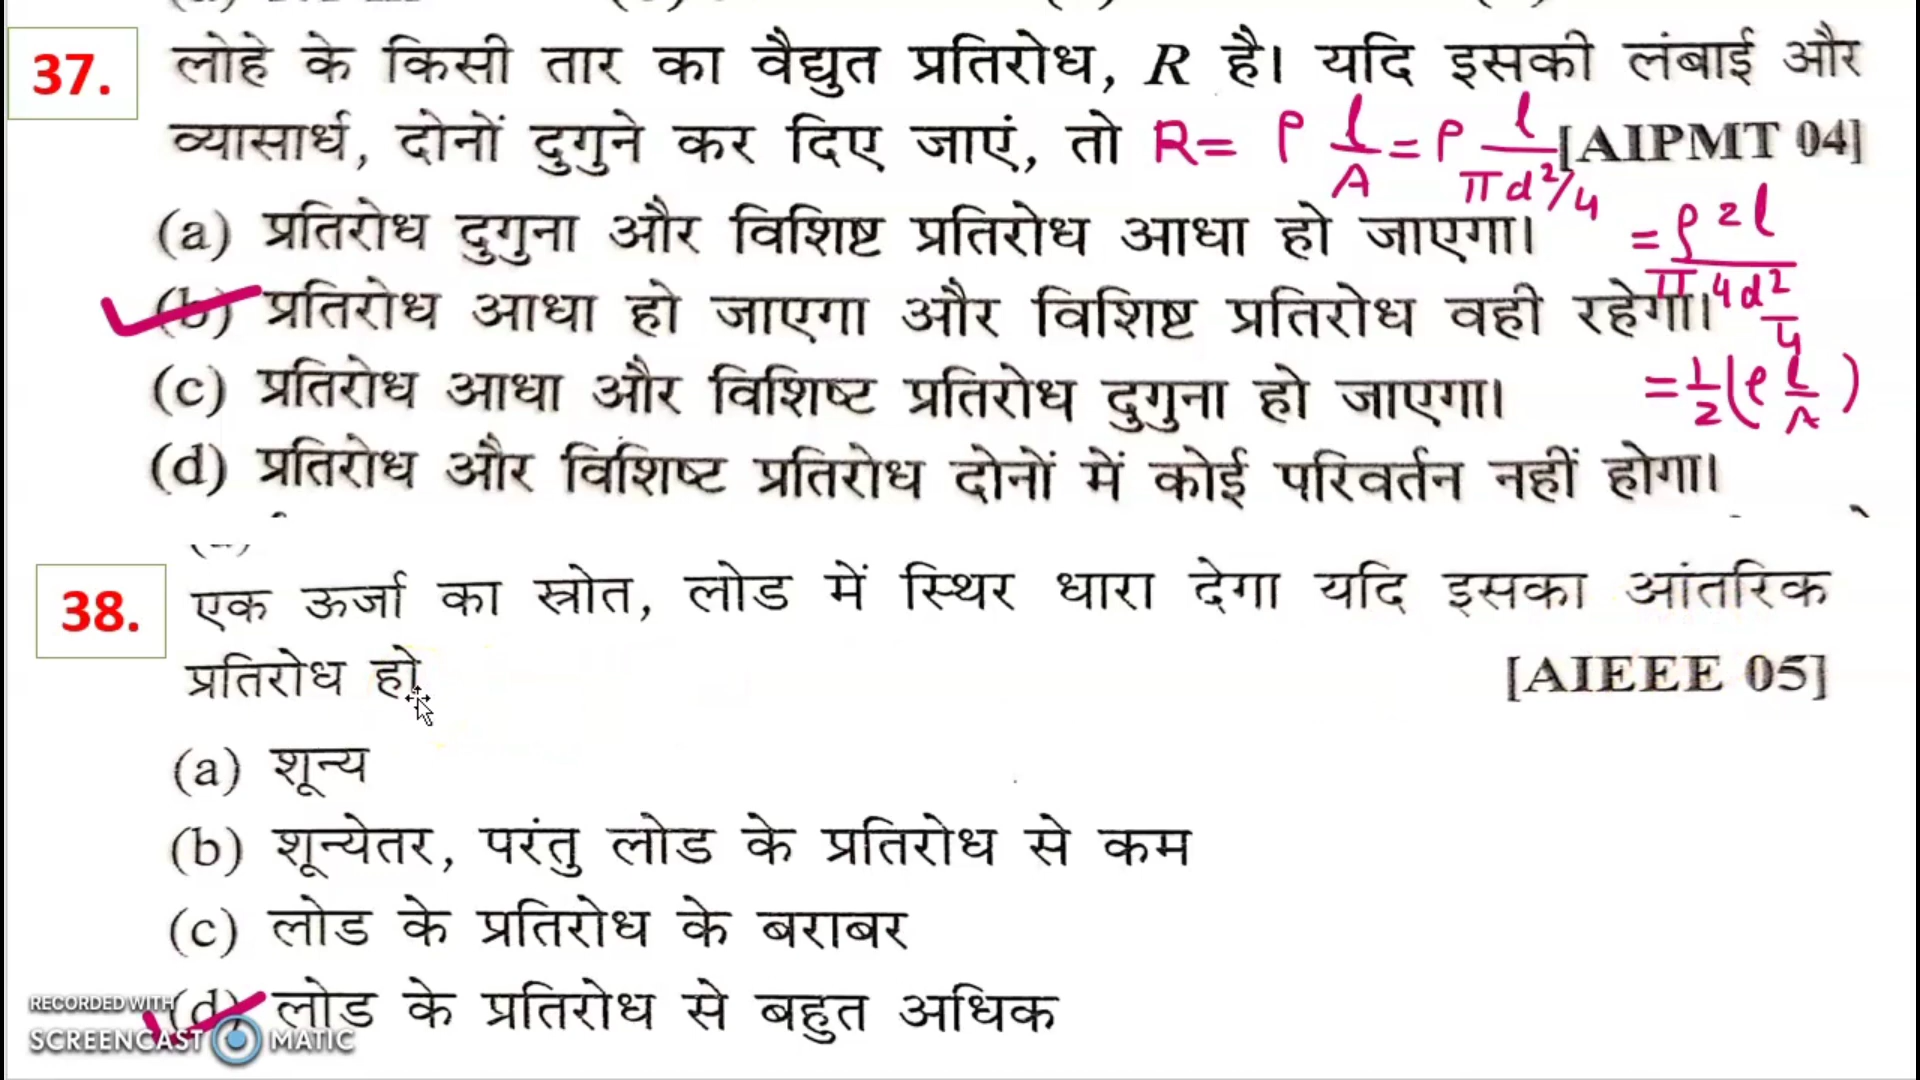 37. लोहे के किसी तार का वैद्युत प्रतिरोध, R है। यदि इसकी लंबाई और
व्यासार्ध, दोनों दुगुने कर दिए जाएं, तो R = ρ l/A = ρ l/πd²/4 [AIPMT 04]
(a) प्रतिरोध दुगुना और विशिष्ट प्रतिरोध आधा हो जाएगा। = ρ 2l/π 4d²/4
(b) प्रतिरोध आधा हो जाएगा और विशिष्ट प्रतिरोध वही रहेगा।
(c) प्रतिरोध आधा और विशिष्ट प्रतिरोध दुगुना हो जाएगा। = 1/2 (ρ l/A)
(d) प्रतिरोध और विशिष्ट प्रतिरोध दोनों में कोई परिवर्तन नहीं होगा।
38. एक ऊर्जा का स्रोत, लोड में स्थिर धारा देगा यदि इसका आंतरिक
प्रतिरोध हो [AIEEE 05]
(a) शून्य
(b) शून्येतर, परंतु लोड के प्रतिरोध से कम
(c) लोड के प्रतिरोध के बराबर
(d) लोड के प्रतिरोध से बहुत अधिक
RECORDED WITH
SCREENCAST MATIC